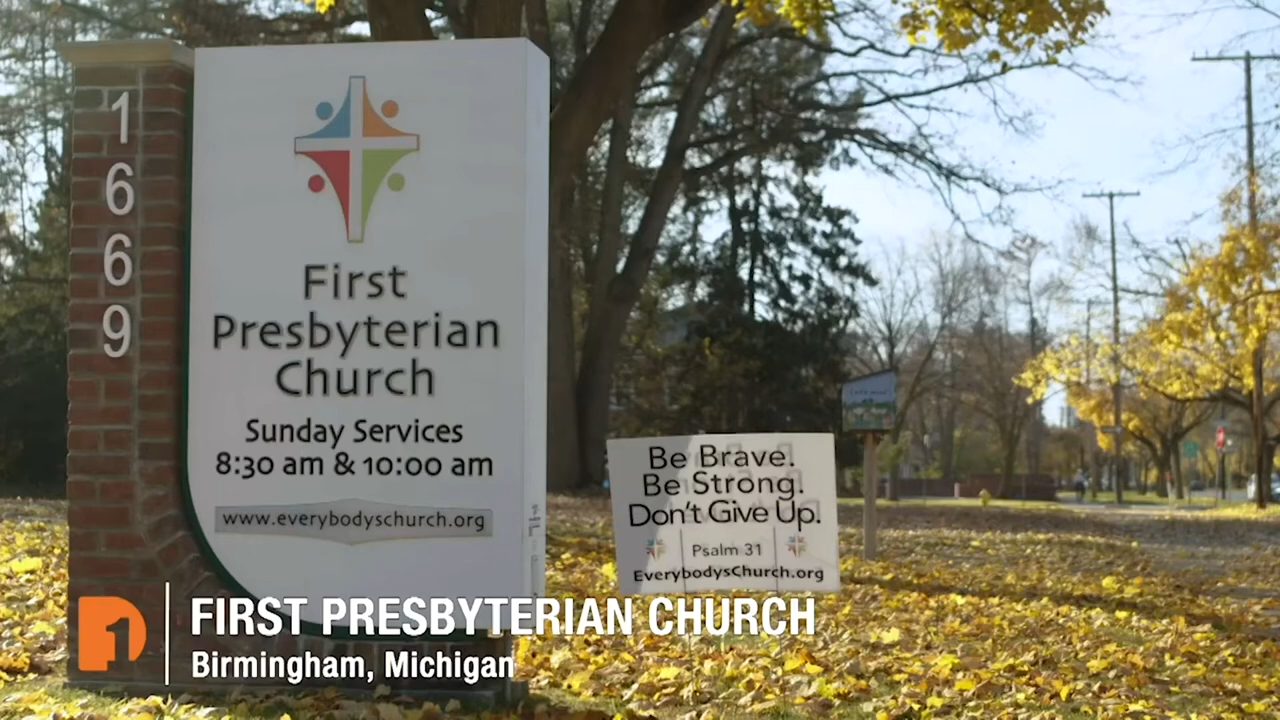 1669
First
Presbyterian
Church
Sunday Services
8:30 am & 10:00 am
www.everybodyschurch.org
Be Brave.
Be Strong.
Don't Give Up.
Psalm 31
EverybodysChurch.org
1
FIRST PRESBYTERIAN CHURCH
Birmingham, Michigan